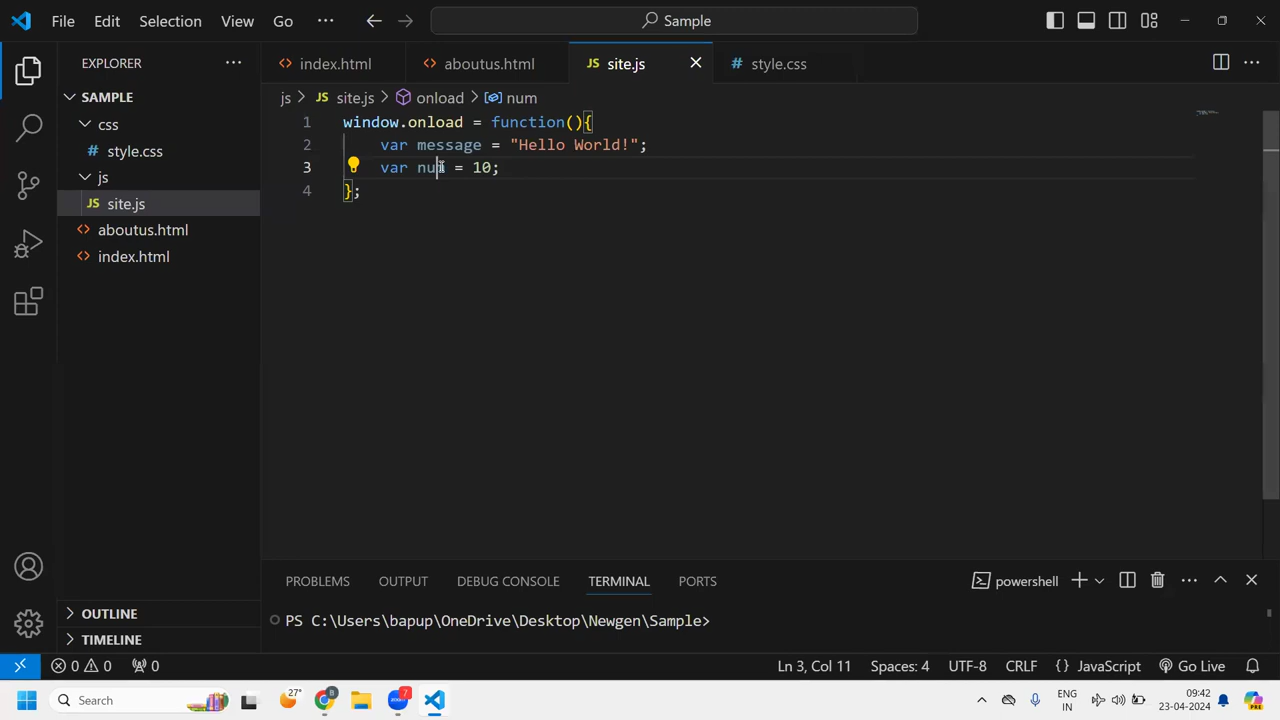 File Edit Selection View Go ··· Sample
EXPLORER ···
index.html aboutus.html site.js style.css
SAMPLE
css
style.css
js
site.js
aboutus.html
index.html
js > JS site.js > onload > num
1 window.onload = function(){
2 var message = "Hello World!";
3 var num = 10;
4 };
OUTLINE
TIMELINE
PROBLEMS OUTPUT DEBUG CONSOLE TERMINAL PORTS powershell
PS C:\Users\bapup\OneDrive\Desktop\Newgen\Sample>
0 0 0 Ln 3, Col 11 Spaces: 4 UTF-8 CRLF {} JavaScript Go Live
Search 27° B 7 ENG IN 09:42 23-04-2024 PRE